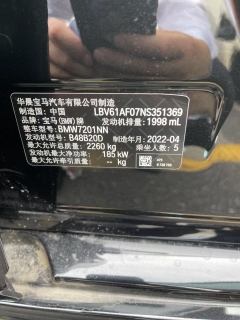 华晨宝马汽车有限公司制造
制造国：中国 LBV61AF07NS351369
品牌：宝马(BMW)牌 发动机排量：1998 mL
整车型号：BMW7201NN
发动机型号：B48B20D 制造年月：2022-04
最大允许总质量：2260 kg 乘坐人数：5
发动机最大净功率：185 kW
最大允许牵引质量： kg